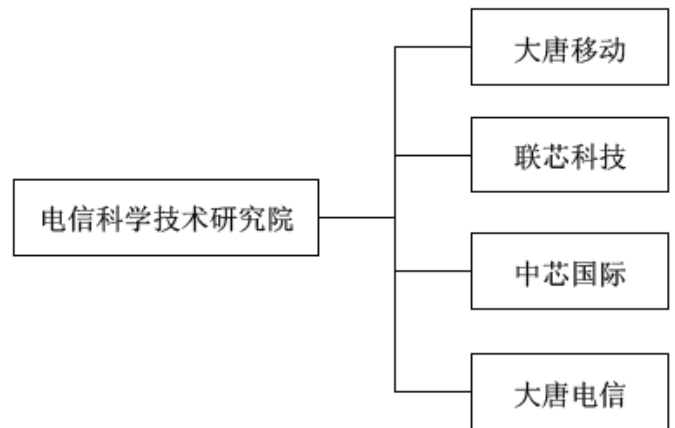 大唐移动
联芯科技
电信科学技术研究院
中芯国际
大唐电信